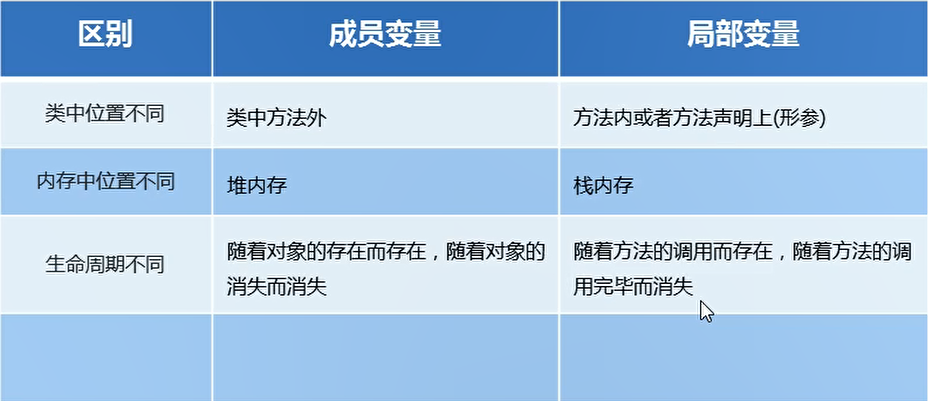 区别 成员变量 局部变量
类中位置不同 类中方法外 方法内或者方法声明上(形参)
内存中位置不同 堆内存 栈内存
生命周期不同
随着对象的存在而存在，随着对象的
消失而消失
随着方法的调用而存在，随着方法的调
用完毕而消失